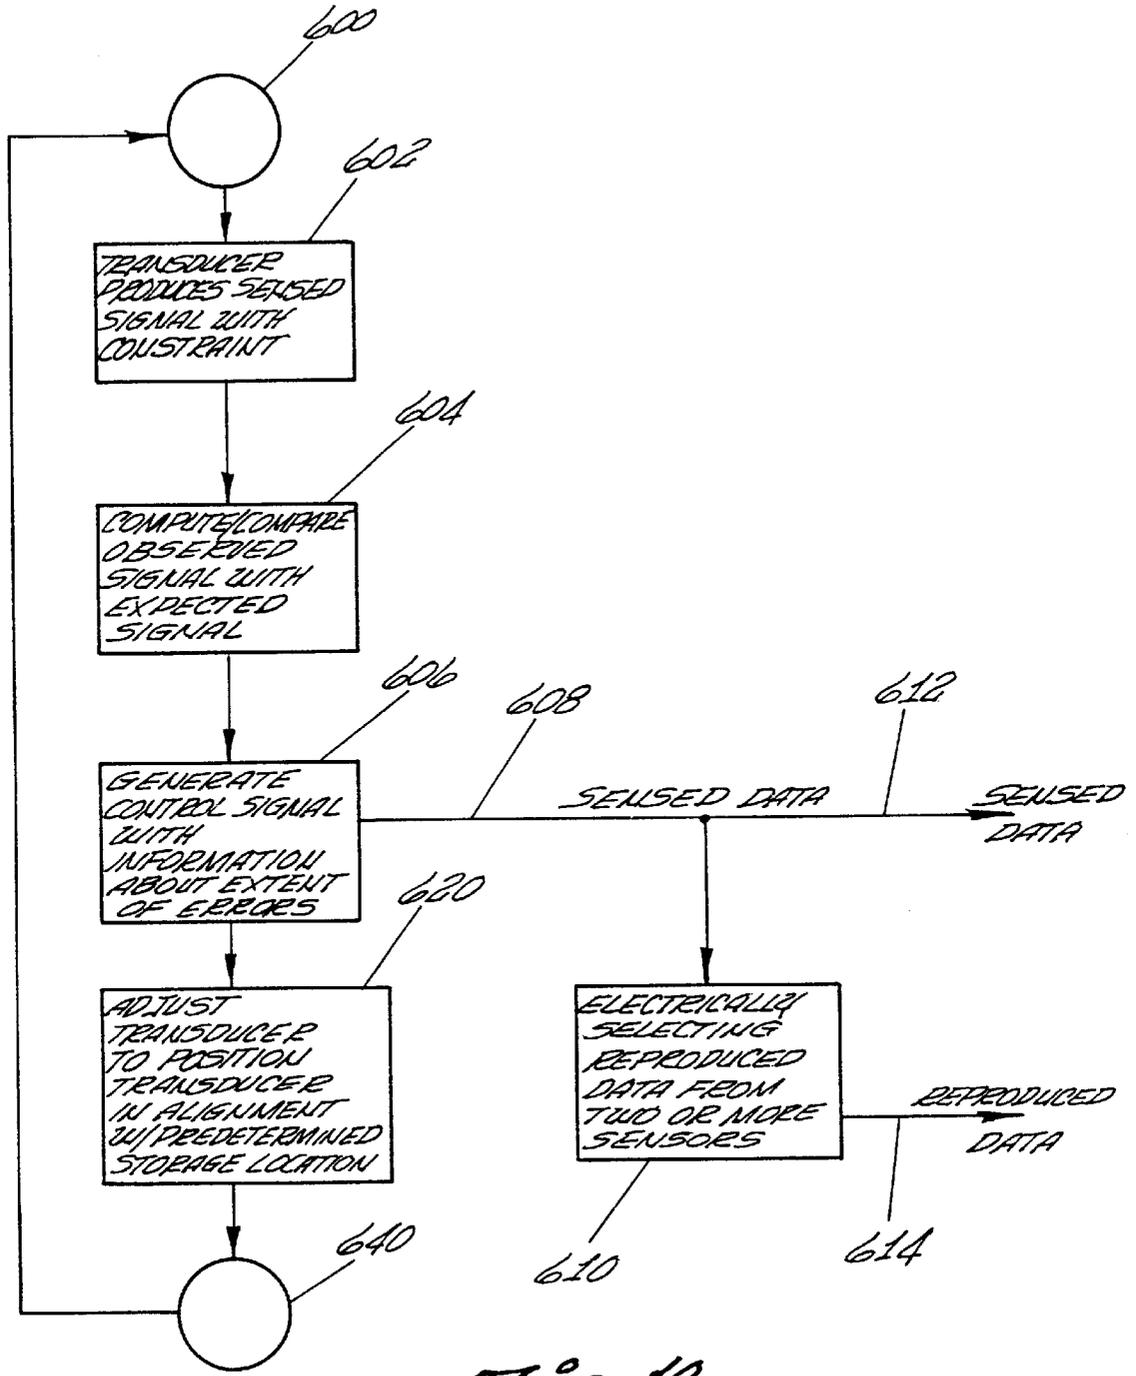 600
602
TRANSDUCER
PRODUCES SENSED
SIGNAL WITH
CONSTRAINT
604
COMPUTE/COMPARE
OBSERVED
SIGNAL WITH
EXPECTED
SIGNAL
606
608
612
GENERATE
CONTROL SIGNAL
WITH
INFORMATION
ABOUT EXTENT
OF ERRORS
SENSED DATA
SENSED
DATA
620
ADJUST
TRANSDUCER
TO POSITION
TRANSDUCER
IN ALIGNMENT
W/PREDETERMINED
STORAGE LOCATION
ELECTRICALLY
SELECTING
REPRODUCED
DATA FROM
TWO OR MORE
SENSORS
REPRODUCED
DATA
640
610
614